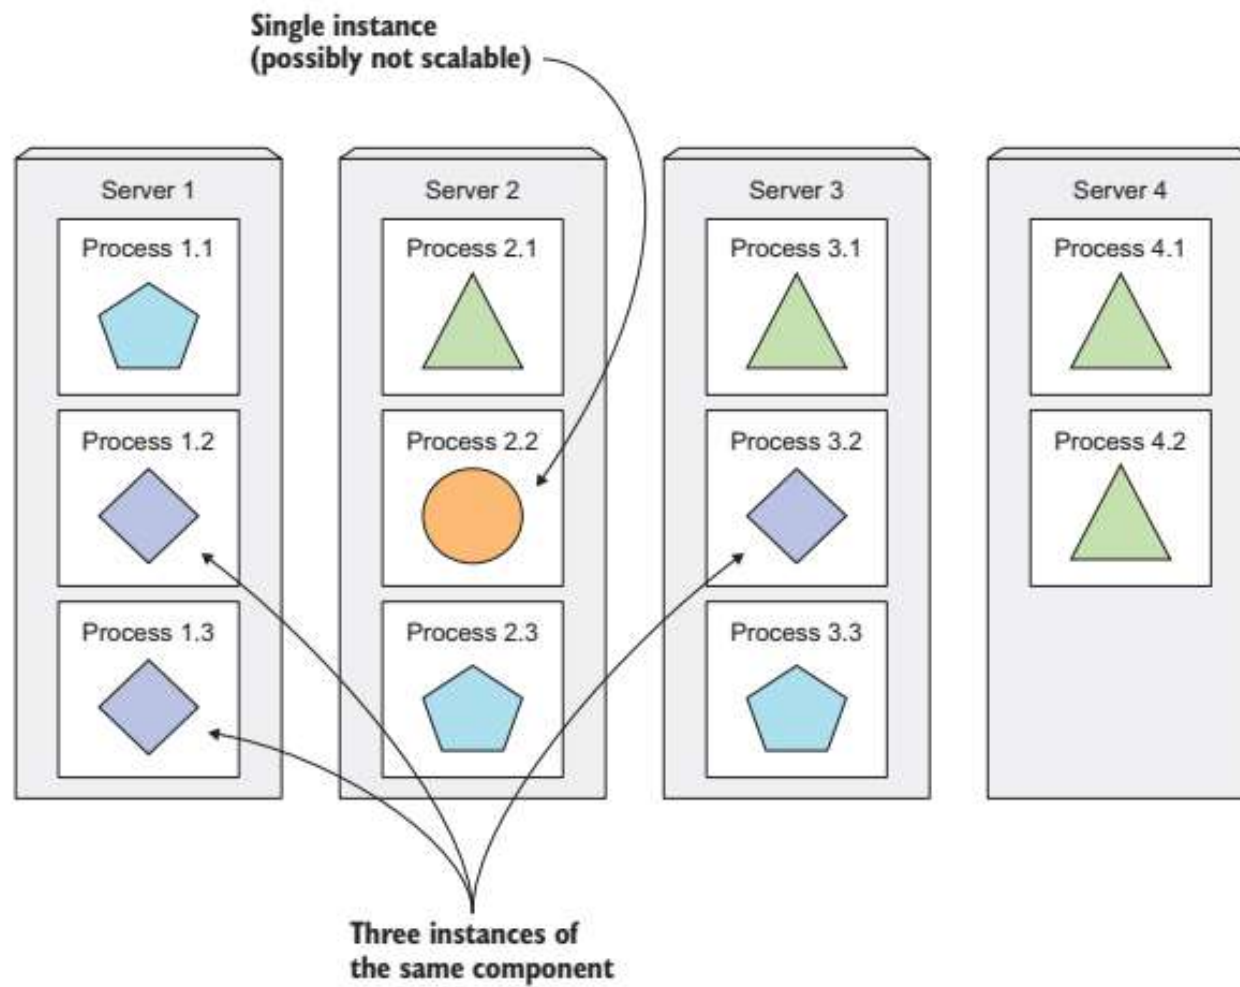 Single instance
(possibly not scalable)
Server 1
Process 1.1
Process 1.2
Process 1.3
Server 2
Process 2.1
Process 2.2
Process 2.3
Server 3
Process 3.1
Process 3.2
Process 3.3
Server 4
Process 4.1
Process 4.2
Three instances of
the same component